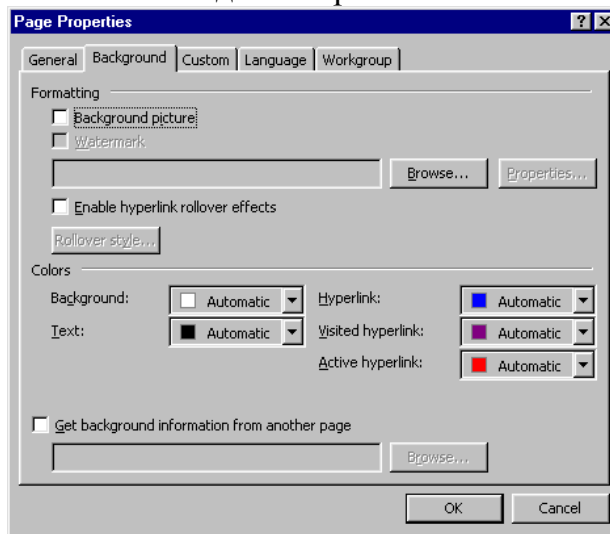 Page Properties
General Background Custom Language Workgroup
Formatting
Background picture
Watermark
Browse... Properties...
Enable hyperlink rollover effects
Rollover style...
Colors
Background: Automatic Hyperlink: Automatic
Text: Automatic Visited hyperlink: Automatic
Active hyperlink: Automatic
Get background information from another page
Browse...
OK Cancel